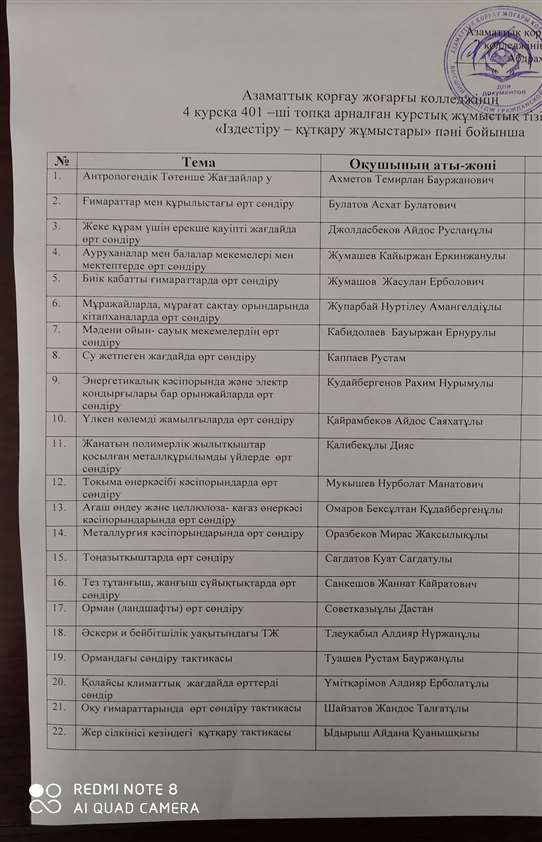 Азаматтық қор
колледжінің
Абдрах
для
документов
Азаматтық қорғау жоғарғы колледжінің
4 курсқа 401 –ші топқа арналған курстық жұмыстық тізі
«Іздестіру – құтқару жұмыстары» пәні бойынша
№ Тема Оқушының аты-жөні
1. Антропогендік Төтенше Жағдайлар у Ахметов Темирлан Бауржанович
2. Ғимараттар мен құрылыстағы өрт сөндіру Булатов Асхат Булатович
3. Жеке құрам үшін ерекше қауіпті жағдайда Джолдасбеков Айдос Русланұлы
өрт сөндіру
4. Ауруханалар мен балалар мекемелері мен Жумашев Кайыржан Еркинжанулы
мектептерде өрт сөндіру
5. Биік қабатты ғимараттарда өрт сөндіру Жумашов Жасулан Ерболович
6. Мұражайларда, мұрағат сақтау орындарында Жупарбай Нуртілеу Амангелдіұлы
кітапханаларда өрт сөндіру
7. Мәдени ойын- сауық мекемелердің өрт Кабидолаев Бауыржан Ернурулы
сөндіру
8. Су жетпеген жағдайда өрт сөндіру Каппаев Рустам
9. Энергетикалық кәсіпорында және электр Кудайбергенов Рахим Нурымулы
қондырғылары бар орынжайларда өрт
сөндіру
10. Үлкен көлемді жамылғыларда өрт сөндіру Қайрамбеков Айдос Саяхатұлы
11. Жанатын полимерлік жылытқыштар Қалибекұлы Дияс
қосылған металлқұрылымды үйлерде өрт
сөндіру
12. Тоқыма өнеркәсібі кәсіпорындарда өрт Мукышев Нурболат Манатович
сөндіру
13. Ағаш өңдеу және целлюлоза- қағаз өнеркәсі Омаров Бексұлтан Құдайбергенұлы
кәсіпорындарында өрт сөндіру
14. Металлургия кәсіпорындарында өрт сөндіру Оразбеков Мирас Жақсылықұлы
15. Тоңазытқыштарда өрт сөндіру Сагдатов Куат Сагдатулы
16. Тез тұтанғыш, жанғыш сұйықтықтарда өрт Санкешов Жаннат Кайратович
сөндіру
17. Орман (ландшафты) өрт сөндіру Советказыұлы Дастан
18. Әскери и бейбітшілік уақытындағы ТЖ Тлеуқабыл Алдияр Нұржанұлы
19. Ормандағы сөндіру тактикасы Туашев Рустам Бауржанұлы
20. Қолайсы климаттық жағдайда өрттерді Үміткәрімов Алдияр Ерболатұлы
сөндір
21. Оқу ғимараттарында өрт сөндіру тактикасы Шайзатов Жандос Талғатұлы
22. Жер сілкінісі кезіндегі құтқару тактикасы Ыдырыш Айдана Қуанышқызы
REDMI NOTE 8
AI QUAD CAMERA